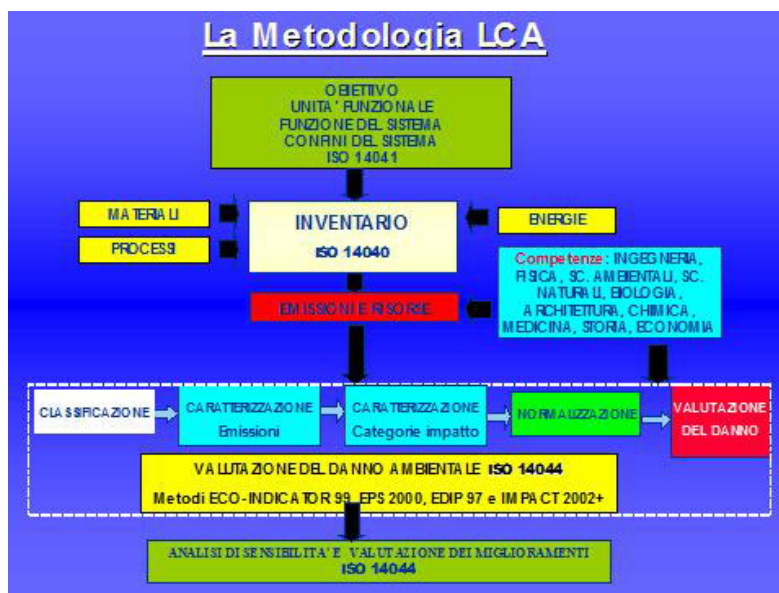 La Metodologia LCA
OBIETTIVO
UNITA' FUNZIONALE
FUNZIONE DEL SISTEMA
CONFINI DEL SISTEMA
ISO 14041
MATERIALI
PROCESSI
INVENTARIO
ISO 14040
ENERGIE
EMISSIONI E RISORSE
Competenze: INGEGNERIA,
FISICA, SC. AMBIENTALI, SC.
NATURALI, BIOLOGIA,
ARCHITETTURA, CHIMICA,
MEDICINA, STORIA, ECONOMIA
CLASSIFICAZIONE
CARATTERIZZAZIONE
Emissioni
CARATTERIZZAZIONE
Categorie impatto
NORMALIZZAZIONE
VALUTAZIONE
DEL DANNO
VALUTAZIONE DEL DANNO AMBIENTALE ISO 14044
Metodi ECO-INDICATOR 99, EPS 2000, EDIP 97 e IMPACT 2002+
ANALISI DI SENSIBILITA' E VALUTAZIONE DEI MIGLIORAMENTI
ISO 14044